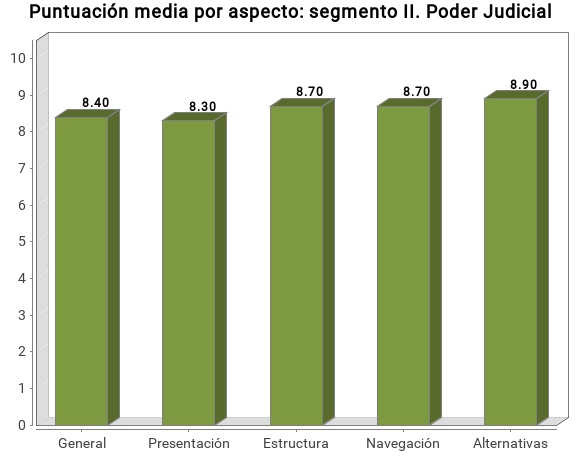 Puntuación media por aspecto: segmento II. Poder Judicial
10
9
8
7
6
5
4
3
2
1
0
8.40
8.30
8.70
8.70
8.90
General
Presentación
Estructura
Navegación
Alternativas